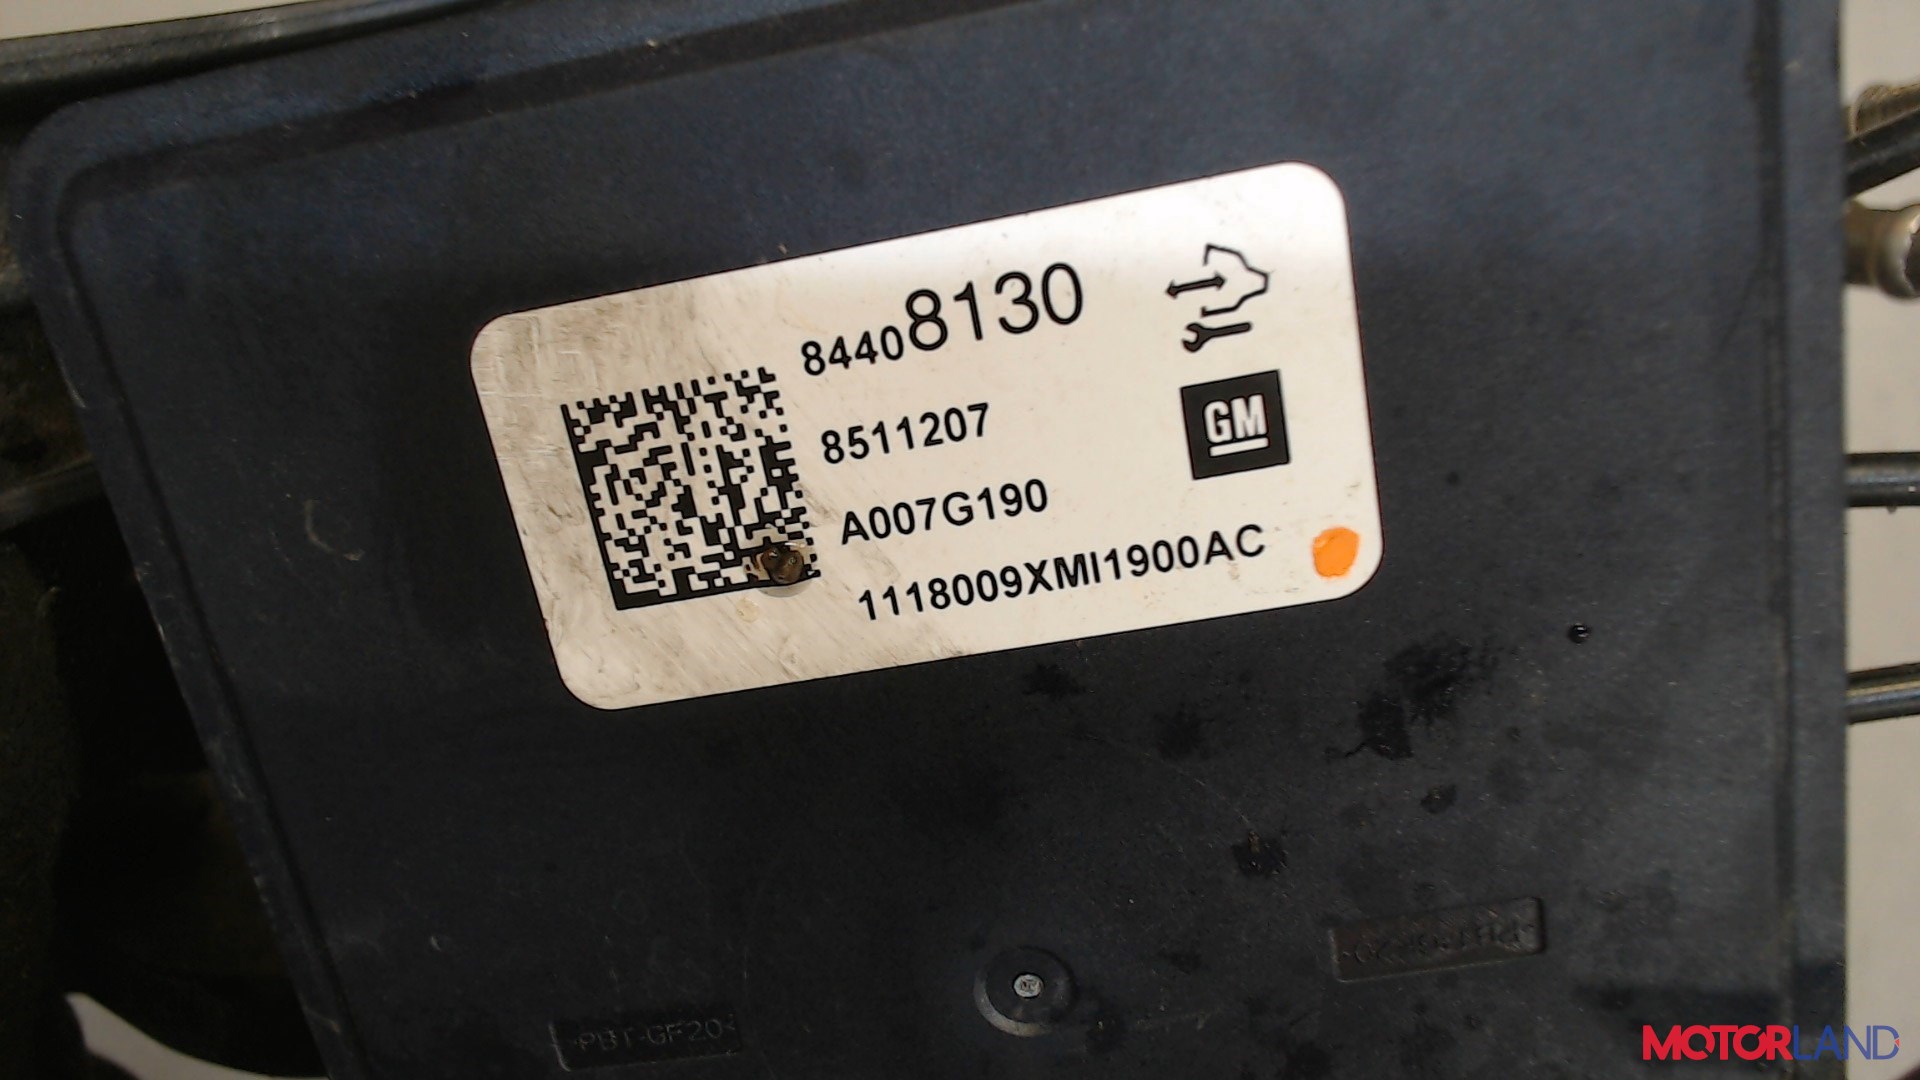 84408130
8511207
GM
A007G190
1118009XMI1900AC
>PBT-GF20<
MOTORLAND